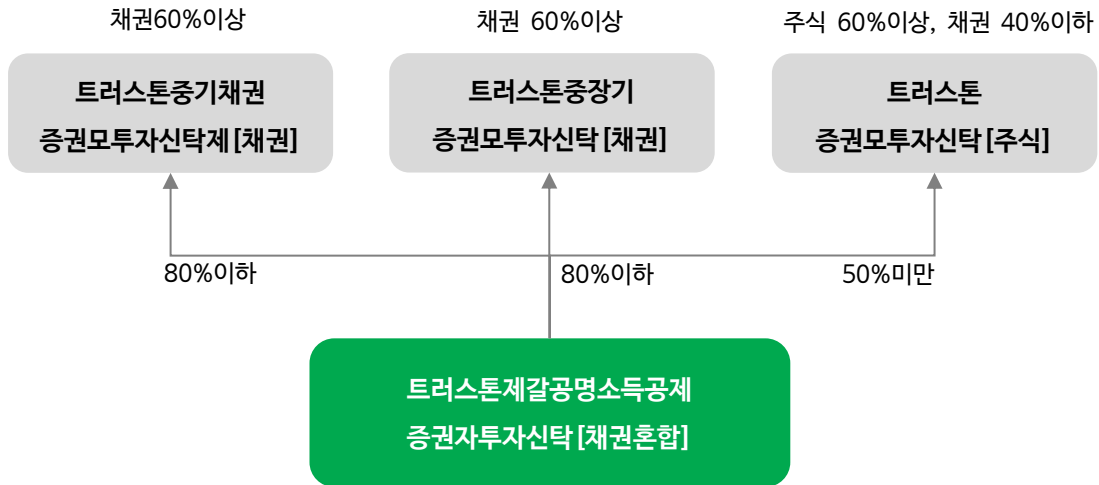 채권60%이상
채권 60%이상
주식 60%이상, 채권 40%이하
트러스톤중기채권
증권모투자신탁제[채권]
트러스톤중장기
증권모투자신탁[채권]
트러스톤
증권모투자신탁[주식]
80%이하
80%이하
50%미만
트러스톤제갈공명소득공제
증권자투자신탁[채권혼합]